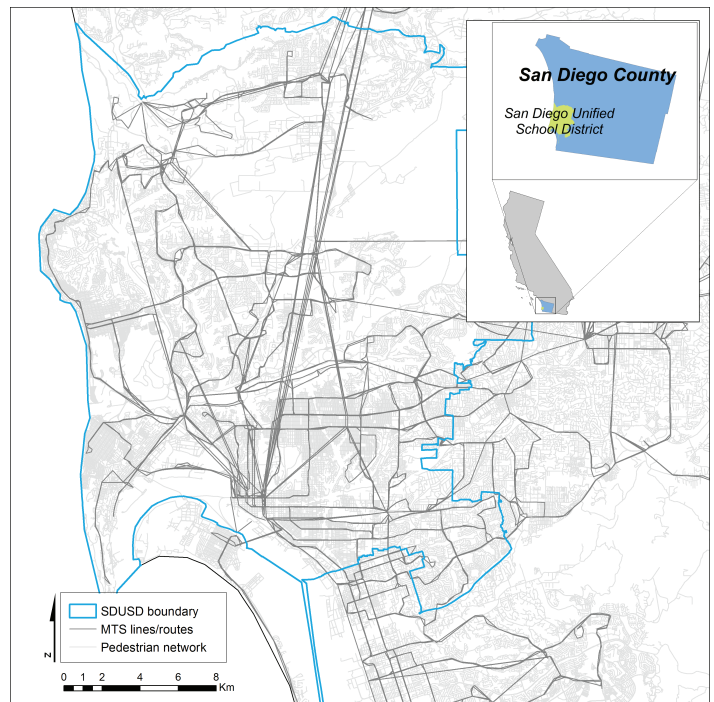 San Diego County
San Diego Unified
School District
SDUSD boundary
MTS lines/routes
Pedestrian network
N
0 1 2 4 6 8
Km